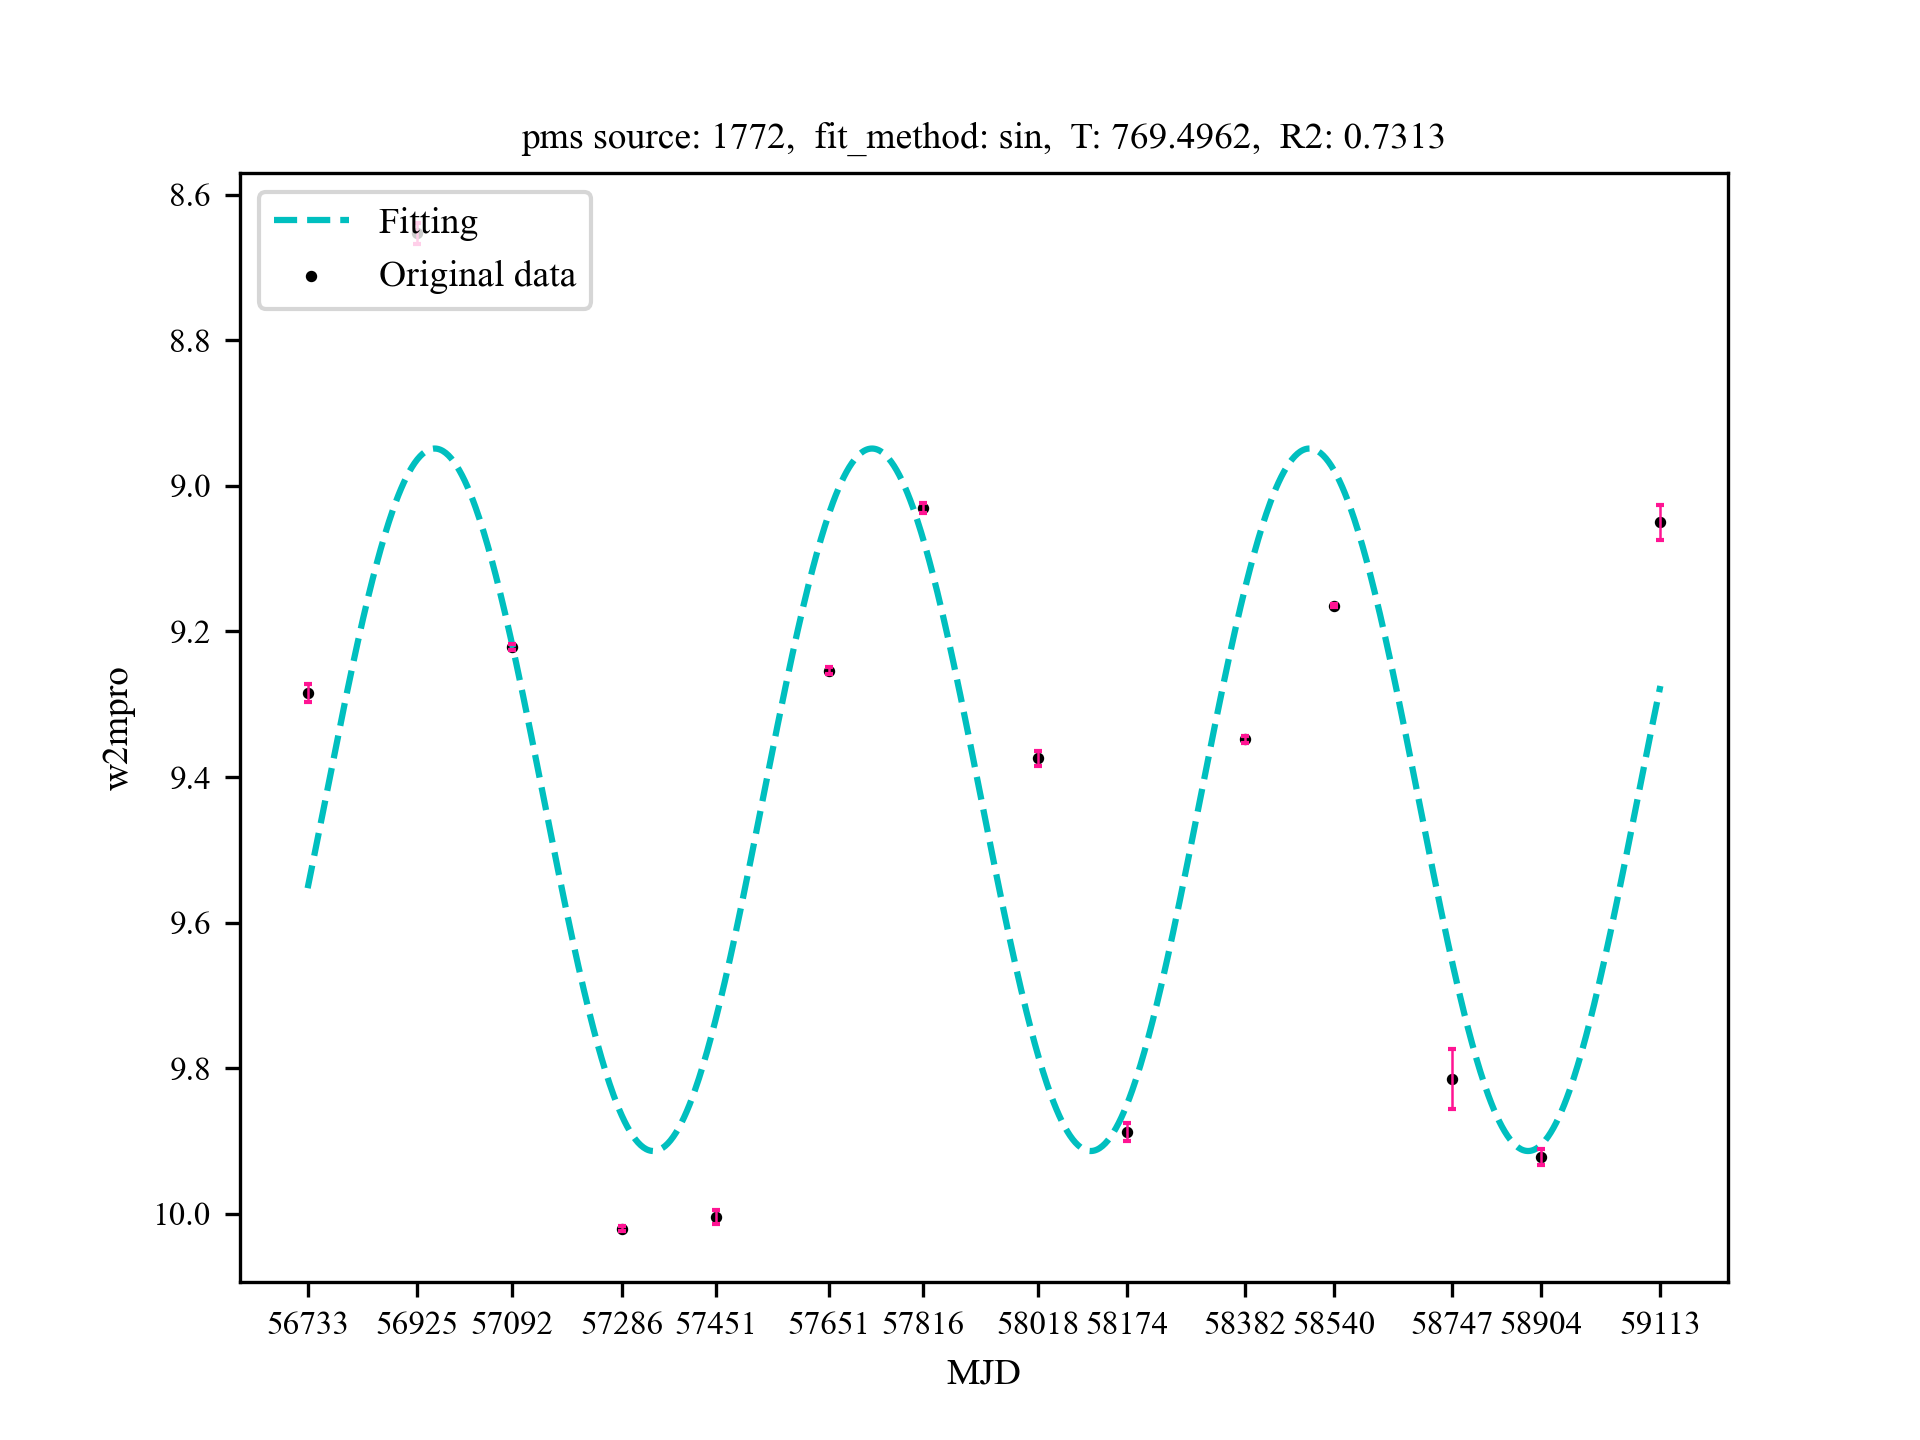 pms source: 1772, fit_method: sin, T: 769.4962, R2: 0.7313
Fitting
Original data
8.6
8.8
9.0
9.2
9.4
9.6
9.8
10.0
w2mpro
56733 56925 57092 57286 57451 57651 57816 58018 58174 58382 58540 58747 58904 59113
MJD